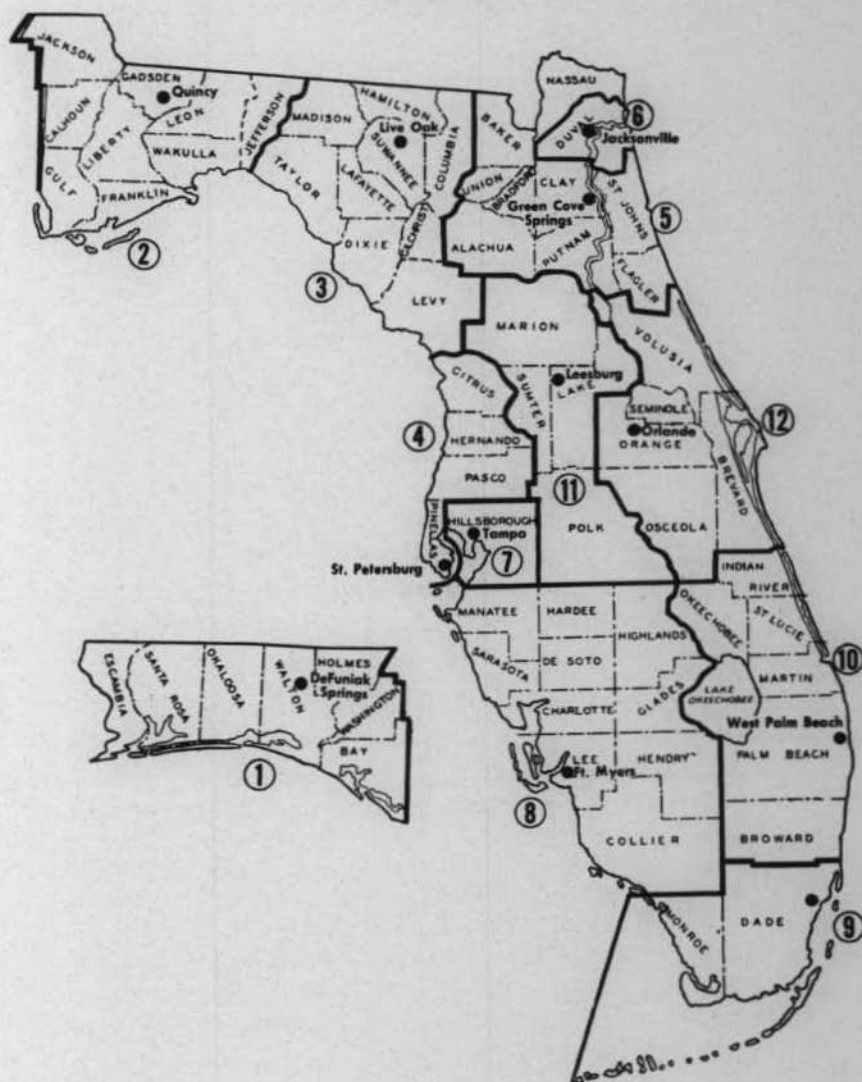 JACKSON
GADSDEN
Quincy
CALHOUN
LIBERTY
LEON
JEFFERSON
WAKULLA
GULF
FRANKLIN
2
MADISON
HAMILTON
Live Oak
SUWANNEE
COLUMBIA
TAYLOR
LAFAYETTE
DIXIE
GILCHRIST
LEVY
3
NASSAU
6
DUVAL
Jacksonville
BAKER
UNION
BRADFORD
CLAY
Green Cove
Springs
ST JOHNS
5
ALACHUA
PUTNAM
FLAGLER
MARION
VOLUSIA
CITRUS
SUMTER
Leesburg
LAKE
SEMINOLE
Orlando
ORANGE
12
4
HERNANDO
BREVARD
PASCO
11
PINELLAS
HILLSBOROUGH
Tampa
POLK
OSCEOLA
St. Petersburg
7
INDIAN
RIVER
MANATEE
HARDEE
OKEECHOBEE
ST LUCIE
HIGHLANDS
SARASOTA
DE SOTO
10
MARTIN
LAKE
OKEECHOBEE
CHARLOTTE
GLADES
West Palm Beach
LEE
HENDRY
PALM BEACH
Ft. Myers
8
COLLIER
BROWARD
MONROE
DADE
9
ESCAMBIA
SANTA ROSA
OKALOOSA
WALTON
HOLMES
DeFuniak
Springs
WASHINGTON
BAY
1